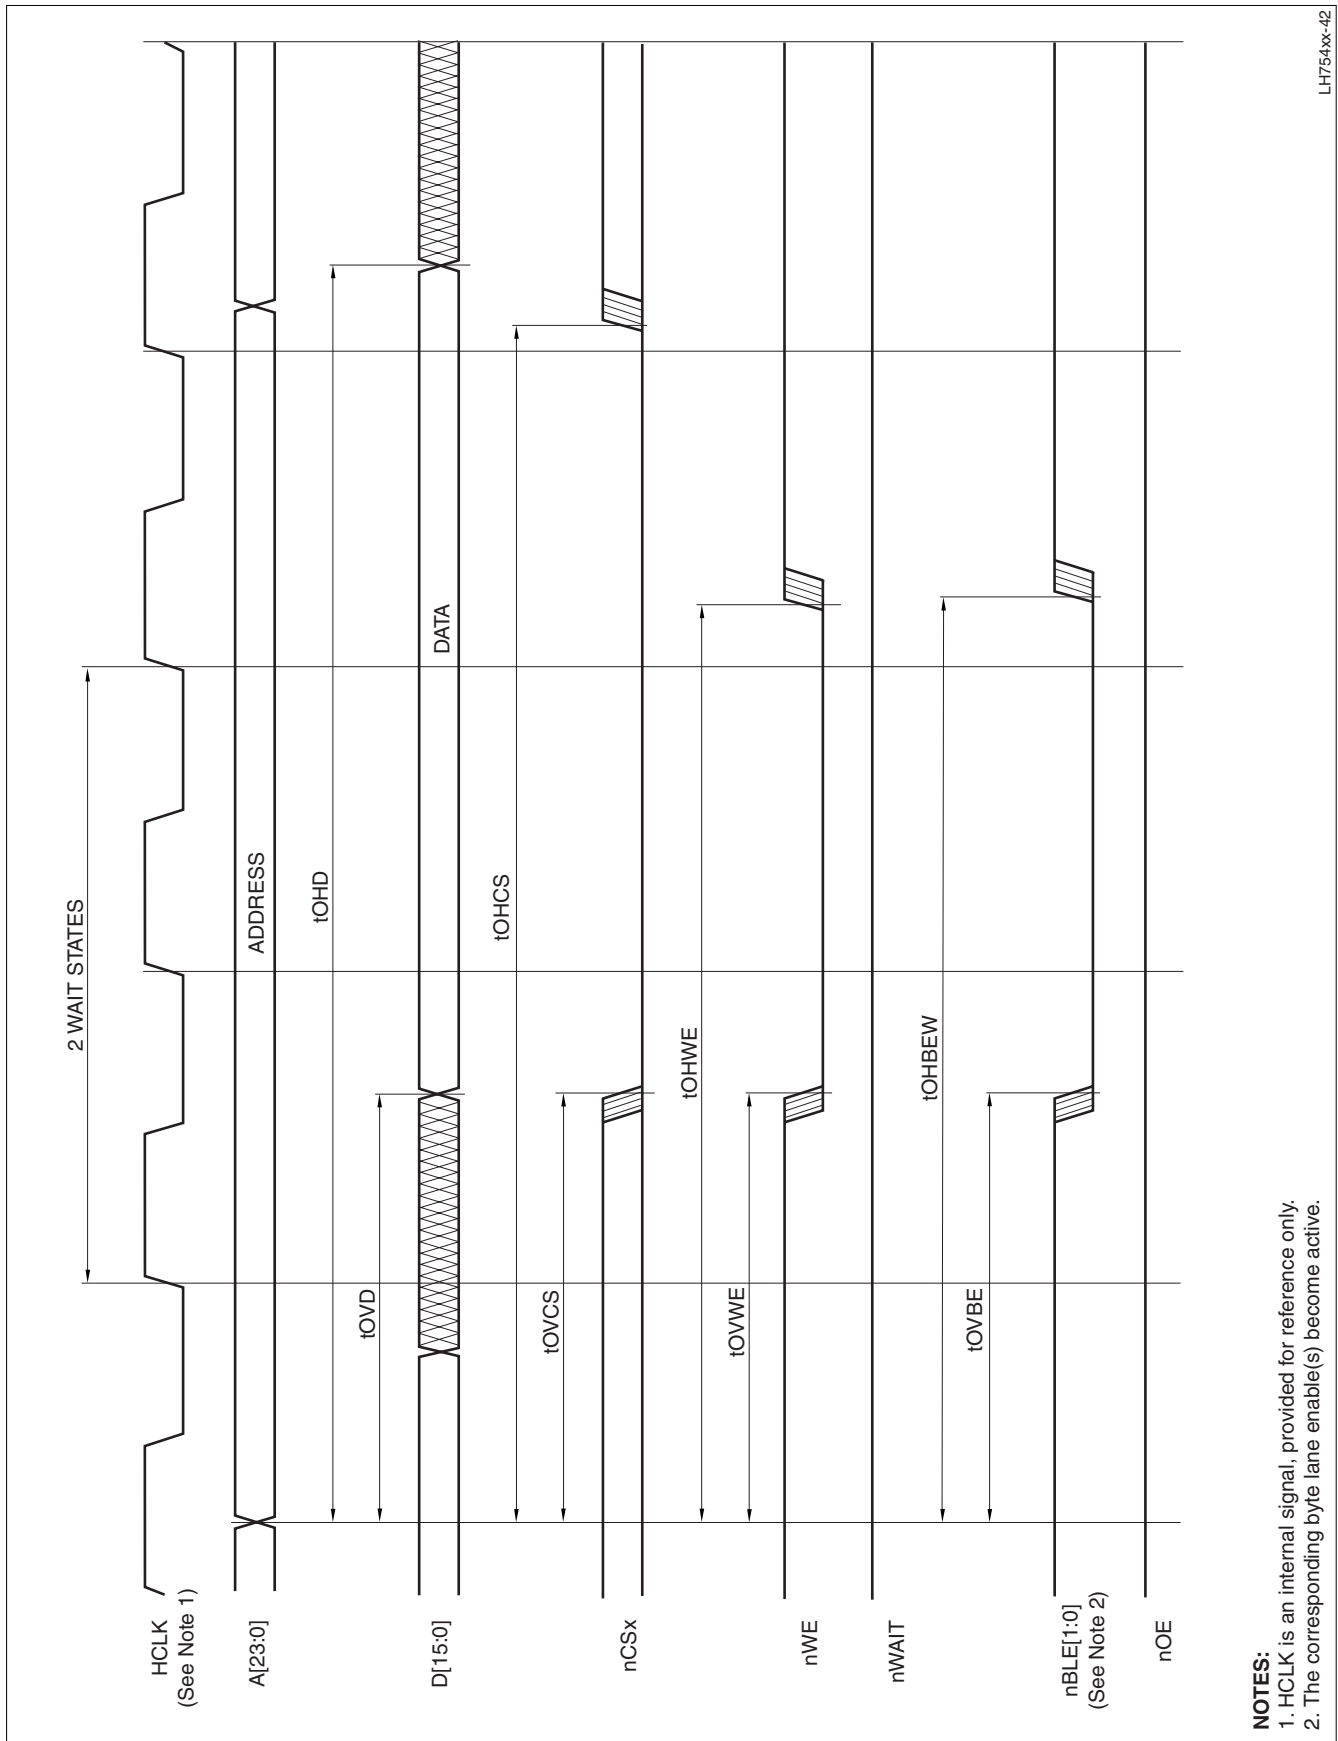 2 WAIT STATES
HCLK
(See Note 1)
A[23:0]
ADDRESS
tOHD
tOVD
D[15:0]
DATA
tOHCS
tOVCS
nCSx
tOHWE
tOVWE
nWE
nWAIT
tOHBEW
tOVBE
nBLE[1:0]
(See Note 2)
nOE
NOTES:
1. HCLK is an internal signal, provided for reference only.
2. The corresponding byte lane enable(s) become active.
LH754xx-42